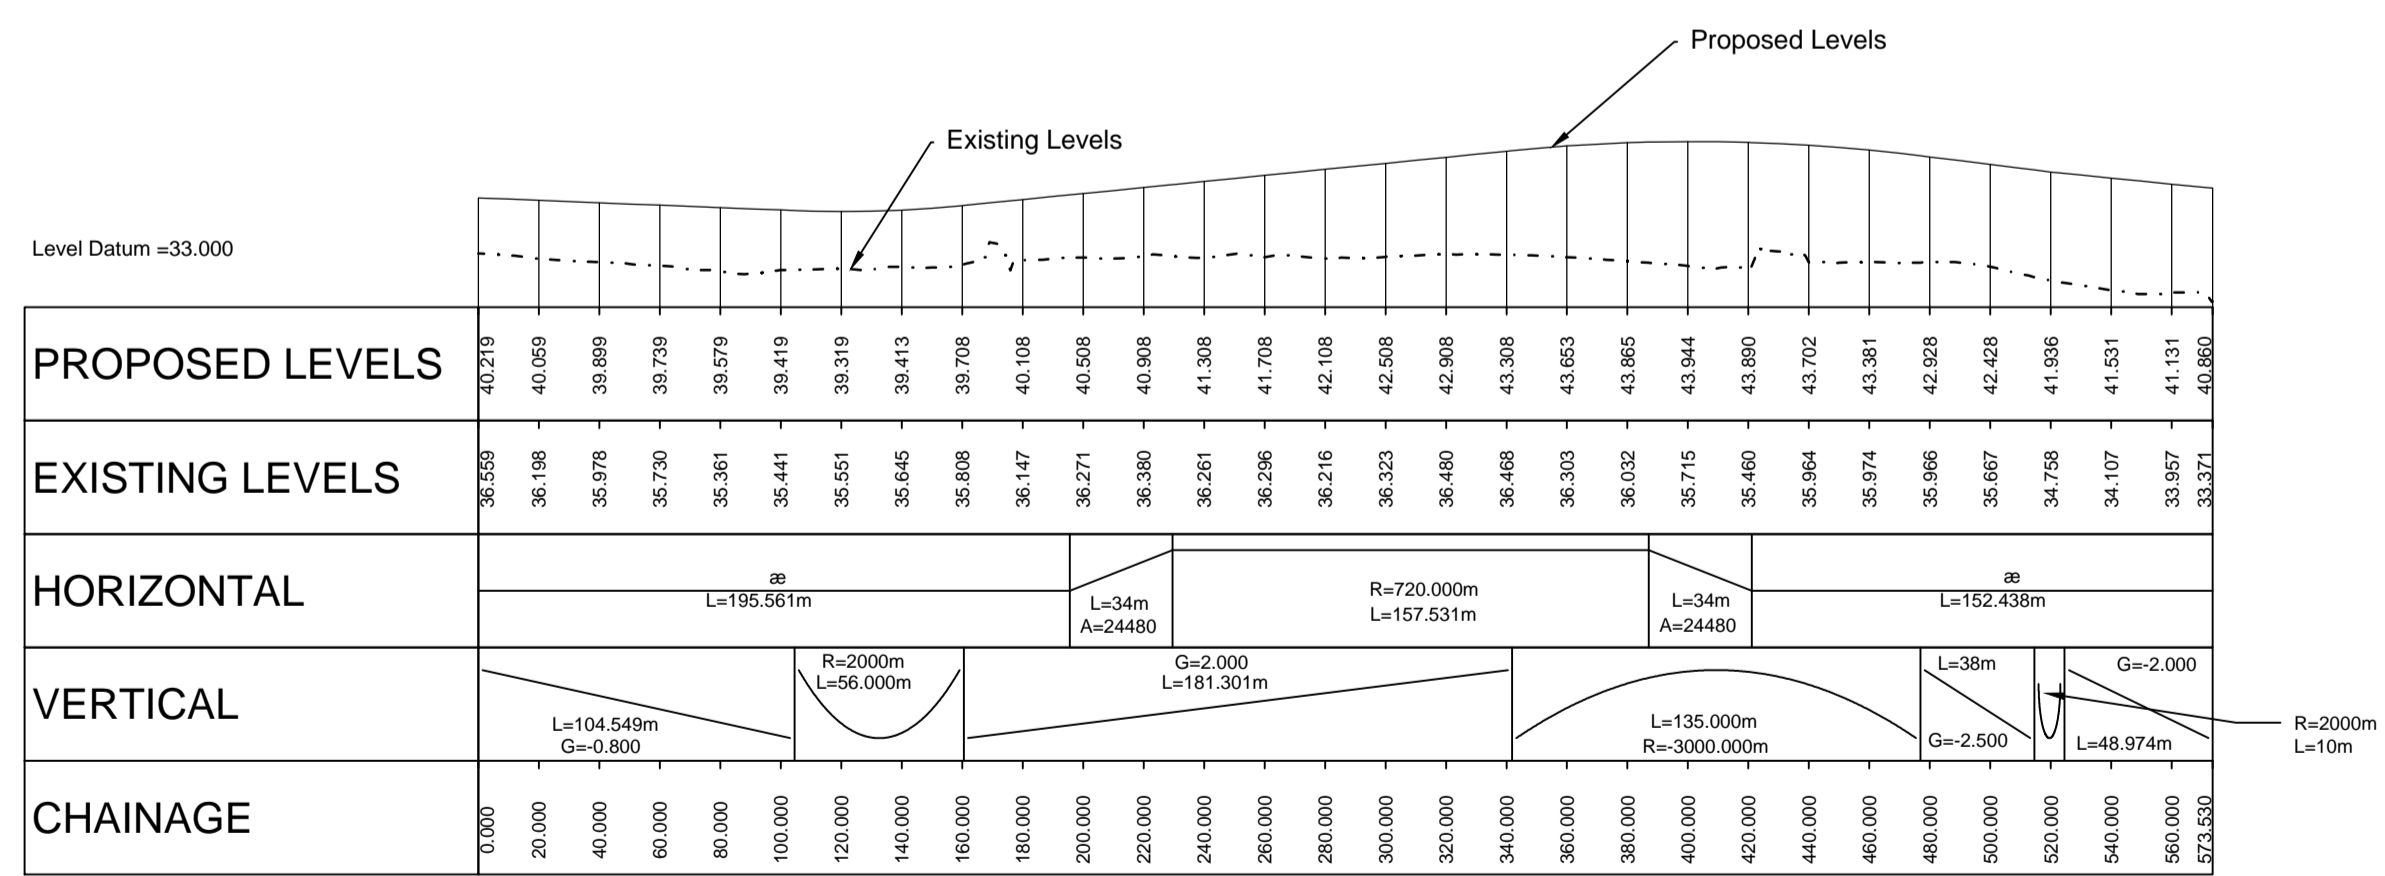 Proposed Levels
Existing Levels
Level Datum =33.000
PROPOSED LEVELS
40.219 40.059 39.899 39.739 39.579 39.419 39.319 39.413 39.708 40.108 40.508 40.908 41.308 41.708 42.108 42.508 42.908 43.308 43.653 43.865 43.944 43.890 43.702 43.381 42.928 42.428 41.936 41.531 41.131 40.860
EXISTING LEVELS
36.559 36.198 35.978 35.730 35.361 35.441 35.551 35.645 35.808 36.147 36.271 36.380 36.261 36.296 36.216 36.323 36.480 36.468 36.303 36.032 35.715 35.460 35.964 35.974 35.966 35.667 34.758 34.107 33.957 33.371
HORIZONTAL
æ
L=195.561m
L=34m
A=24480
R=720.000m
L=157.531m
L=34m
A=24480
æ
L=152.438m
VERTICAL
L=104.549m
G=-0.800
R=2000m
L=56.000m
G=2.000
L=181.301m
L=135.000m
R=-3000.000m
L=38m
G=-2.500
G=-2.000
L=48.974m
R=2000m
L=10m
CHAINAGE
0.000 20.000 40.000 60.000 80.000 100.000 120.000 140.000 160.000 180.000 200.000 220.000 240.000 260.000 280.000 300.000 320.000 340.000 360.000 380.000 400.000 420.000 440.000 460.000 480.000 500.000 520.000 540.000 560.000 573.530